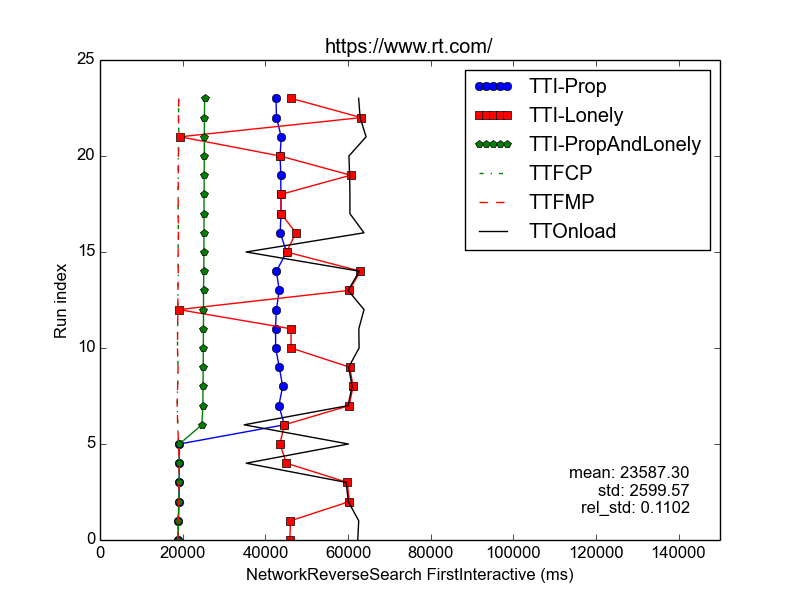 https://www.rt.com/
25
20
15
10
5
0
Run index
TTI-Prop
TTI-Lonely
TTI-PropAndLonely
TTFCP
TTFMP
TTOnload
mean: 23587.30
std: 2599.57
rel_std: 0.1102
0 20000 40000 60000 80000 100000 120000 140000
NetworkReverseSearch FirstInteractive (ms)